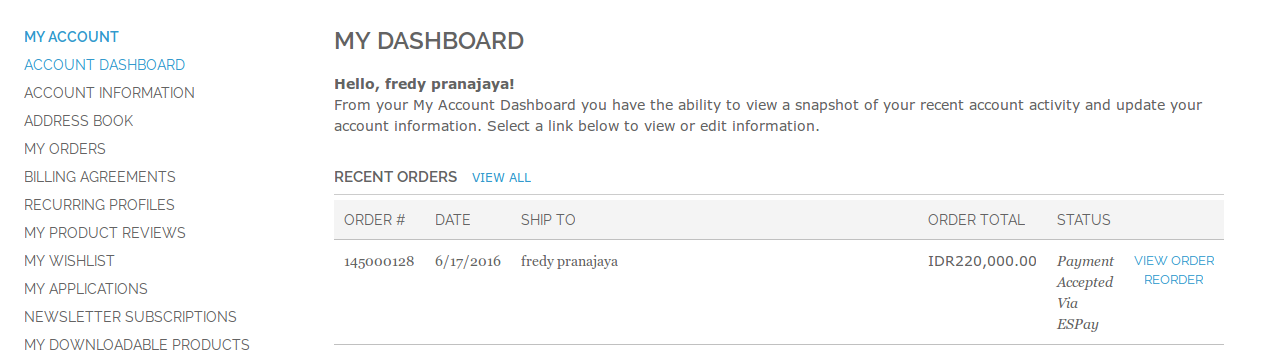 MY ACCOUNT
ACCOUNT DASHBOARD
ACCOUNT INFORMATION
ADDRESS BOOK
MY ORDERS
BILLING AGREEMENTS
RECURRING PROFILES
MY PRODUCT REVIEWS
MY WISHLIST
MY APPLICATIONS
NEWSLETTER SUBSCRIPTIONS
MY DOWNLOADABLE PRODUCTS
MY DASHBOARD
Hello, fredy pranajaya!
From your My Account Dashboard you have the ability to view a snapshot of your recent account activity and update your
account information. Select a link below to view or edit information.
RECENT ORDERS VIEW ALL
ORDER # DATE SHIP TO ORDER TOTAL STATUS
145000128 6/17/2016 fredy pranajaya IDR220,000.00 Payment VIEW ORDER
Accepted REORDER
Via
ESPay